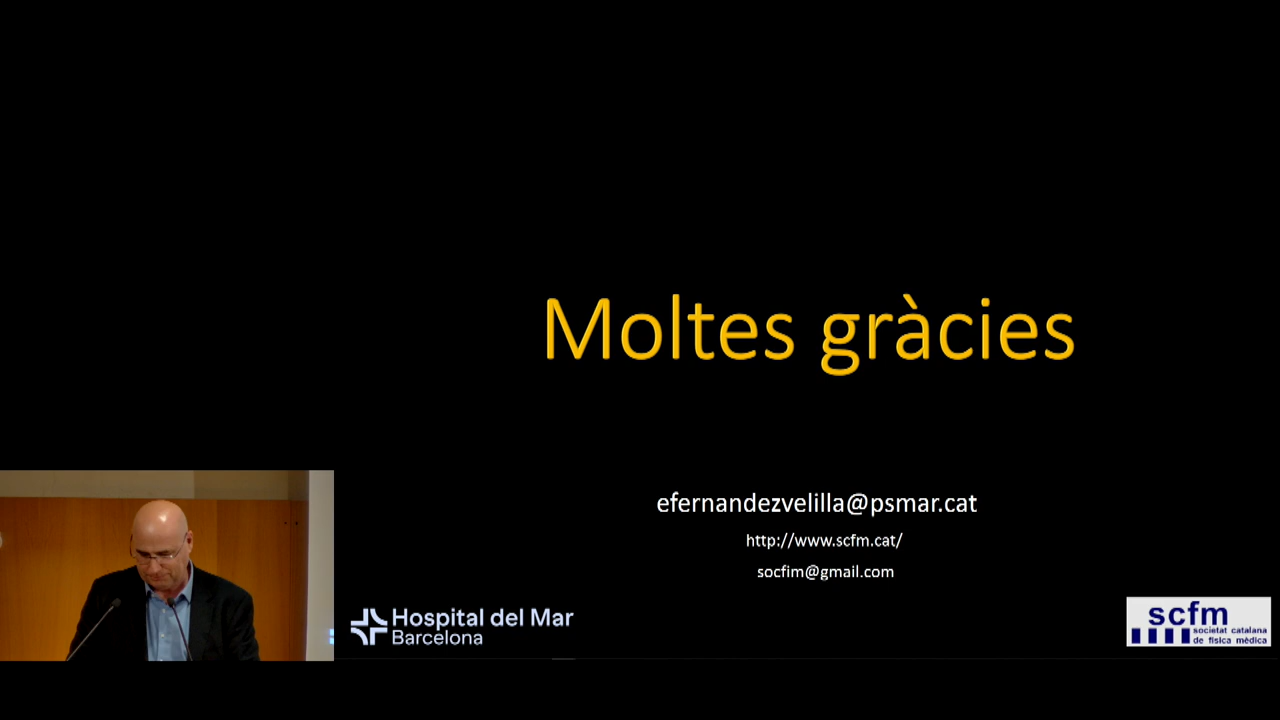 Moltes gràcies
efernandezvelilla@psmar.cat
http://www.scfm.cat/
socfim@gmail.com
Hospital del Mar
Barcelona
scfm
societat catalana
de física mèdica